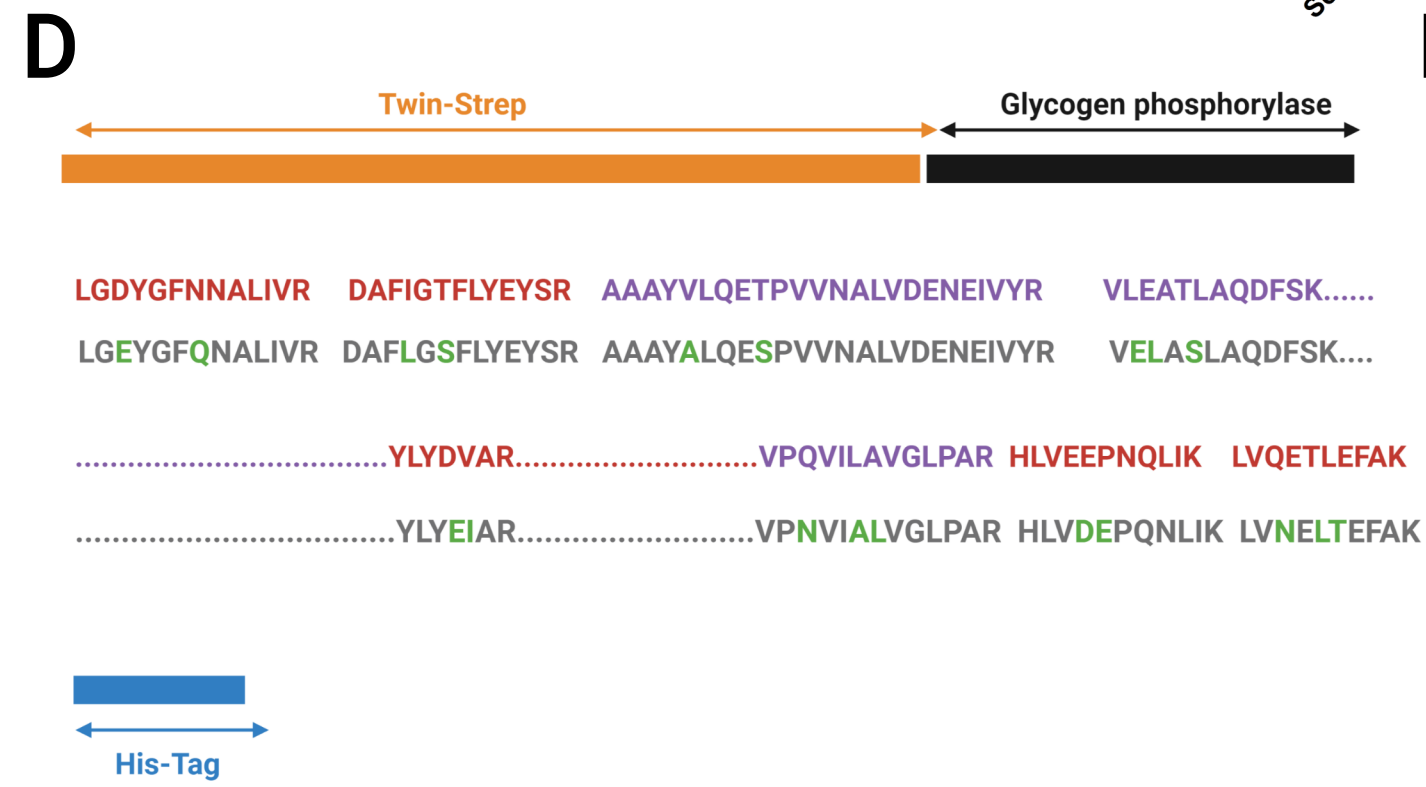 D
Twin-Strep Glycogen phosphorylase
LGDYGFNNALIVR DAFIGTFLYEYSR AAAYVLQETPVVNALVDENEIVYR VLEATLAQDFSK......
LGEYGFQNALIVR DAFLGSFLYEYSR AAAYALQESPVVNALVDENEIVYR VELASLAQDFSK....
....................................YLYDVAR............................VPQVILAVGLPAR HLVEEPNQLIK LVQETLEFAK
.....................................YLYEIAR...........................VPNVIALVGLPAR HLVDEPQNLIK LVNELTEFAK
His-Tag